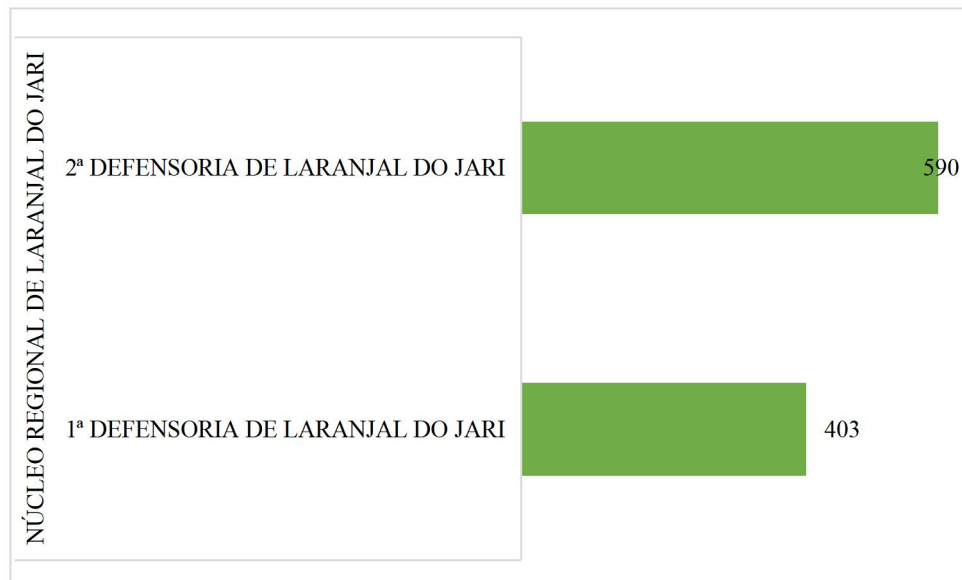 NÚCLEO REGIONAL DE LARANJAL DO JARI
2ª DEFENSORIA DE LARANJAL DO JARI
590
1ª DEFENSORIA DE LARANJAL DO JARI
403